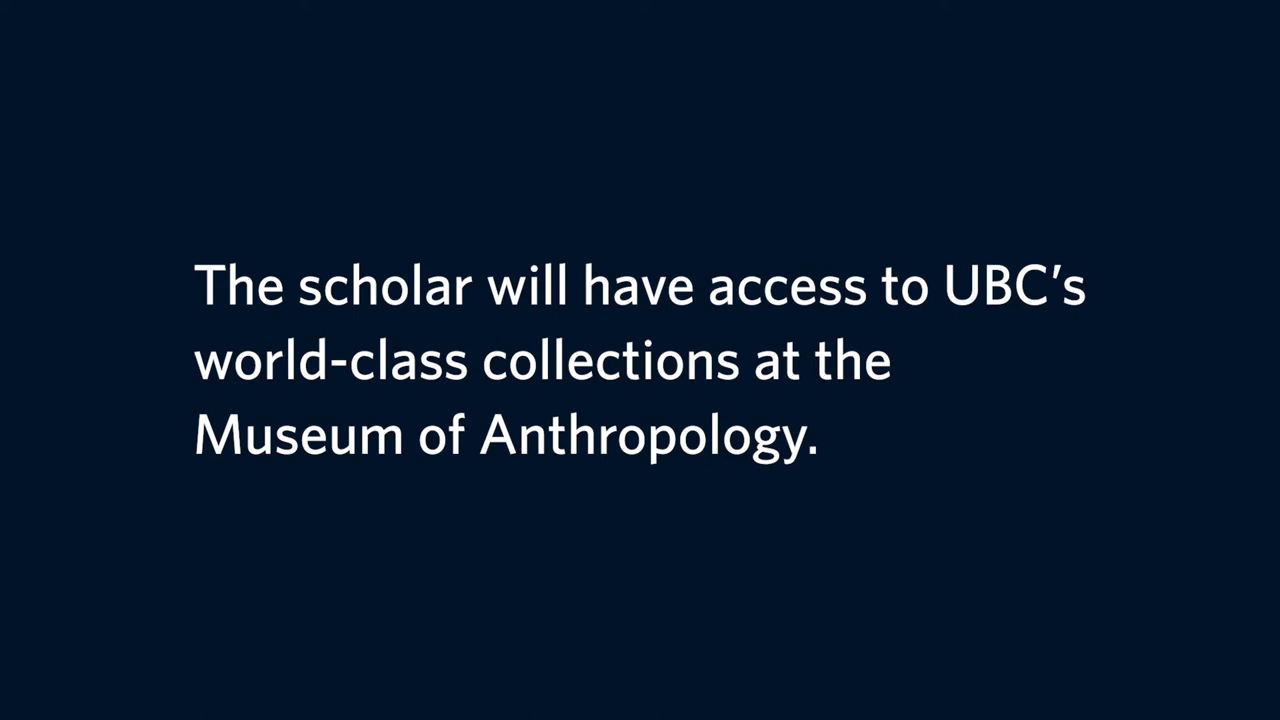 The scholar will have access to UBC’s
world-class collections at the
Museum of Anthropology.